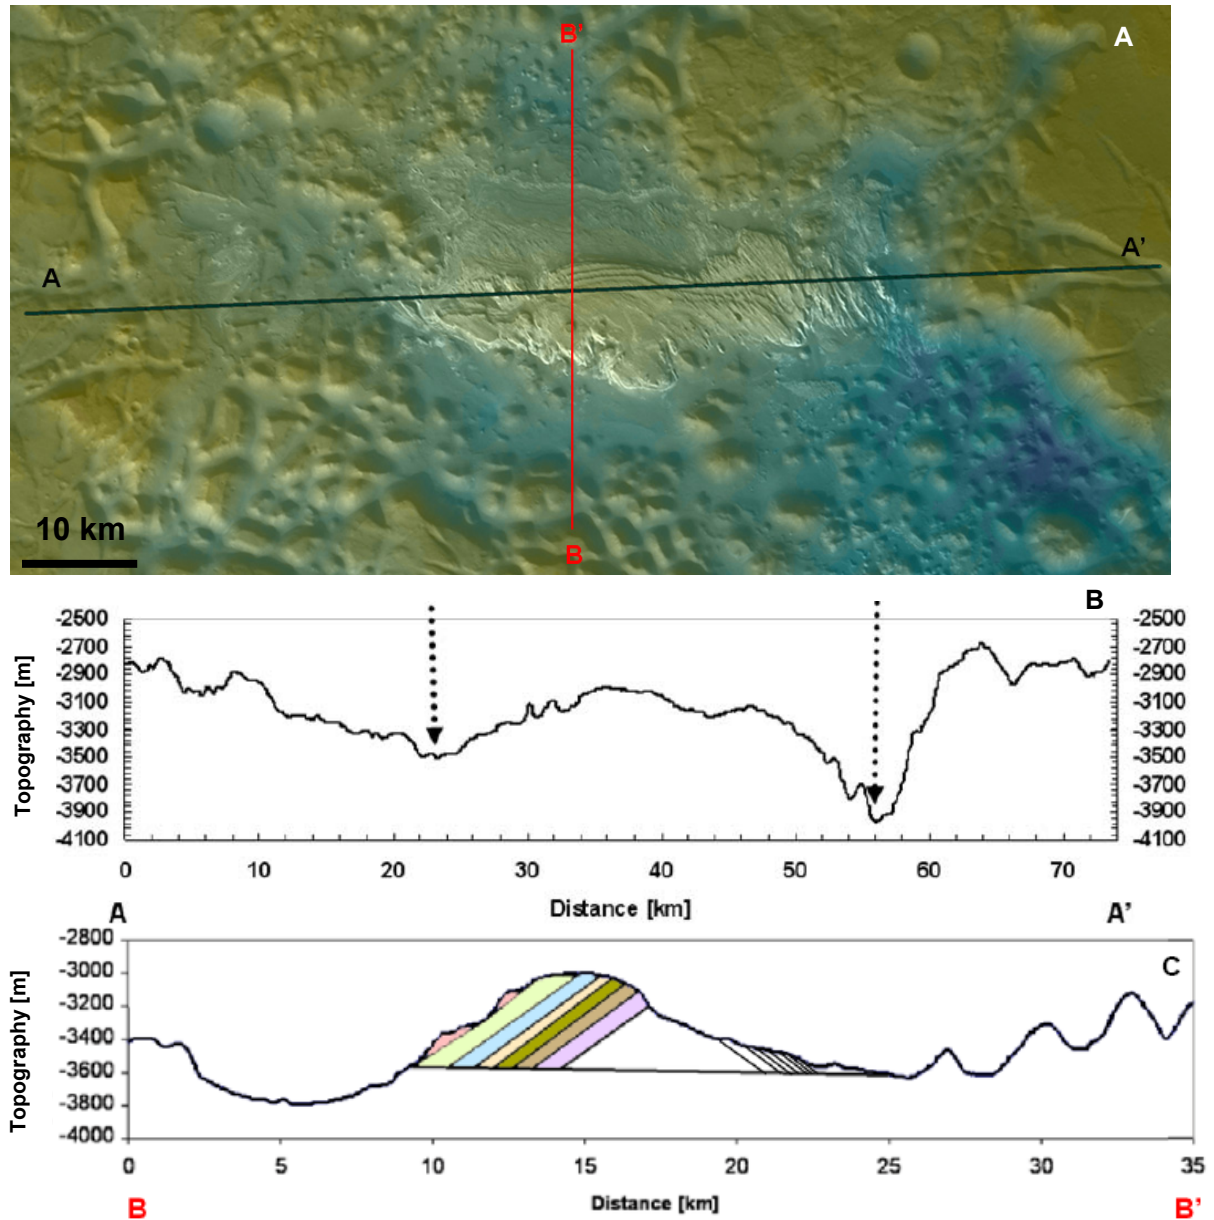 B'
A
A
A'
10 km
B
B
-2500 -2500
-2700 -2700
-2900 -2900
-3100 -3100
-3300 -3300
-3500 -3500
-3700 -3700
-3900 -3900
-4100 -4100
Topography [m]
0 10 20 30 40 50 60 70
Distance [km]
A A'
C
-2800
-3000
-3200
-3400
-3600
-3800
-4000
Topography [m]
0 5 10 15 20 25 30 35
Distance [km]
B B'